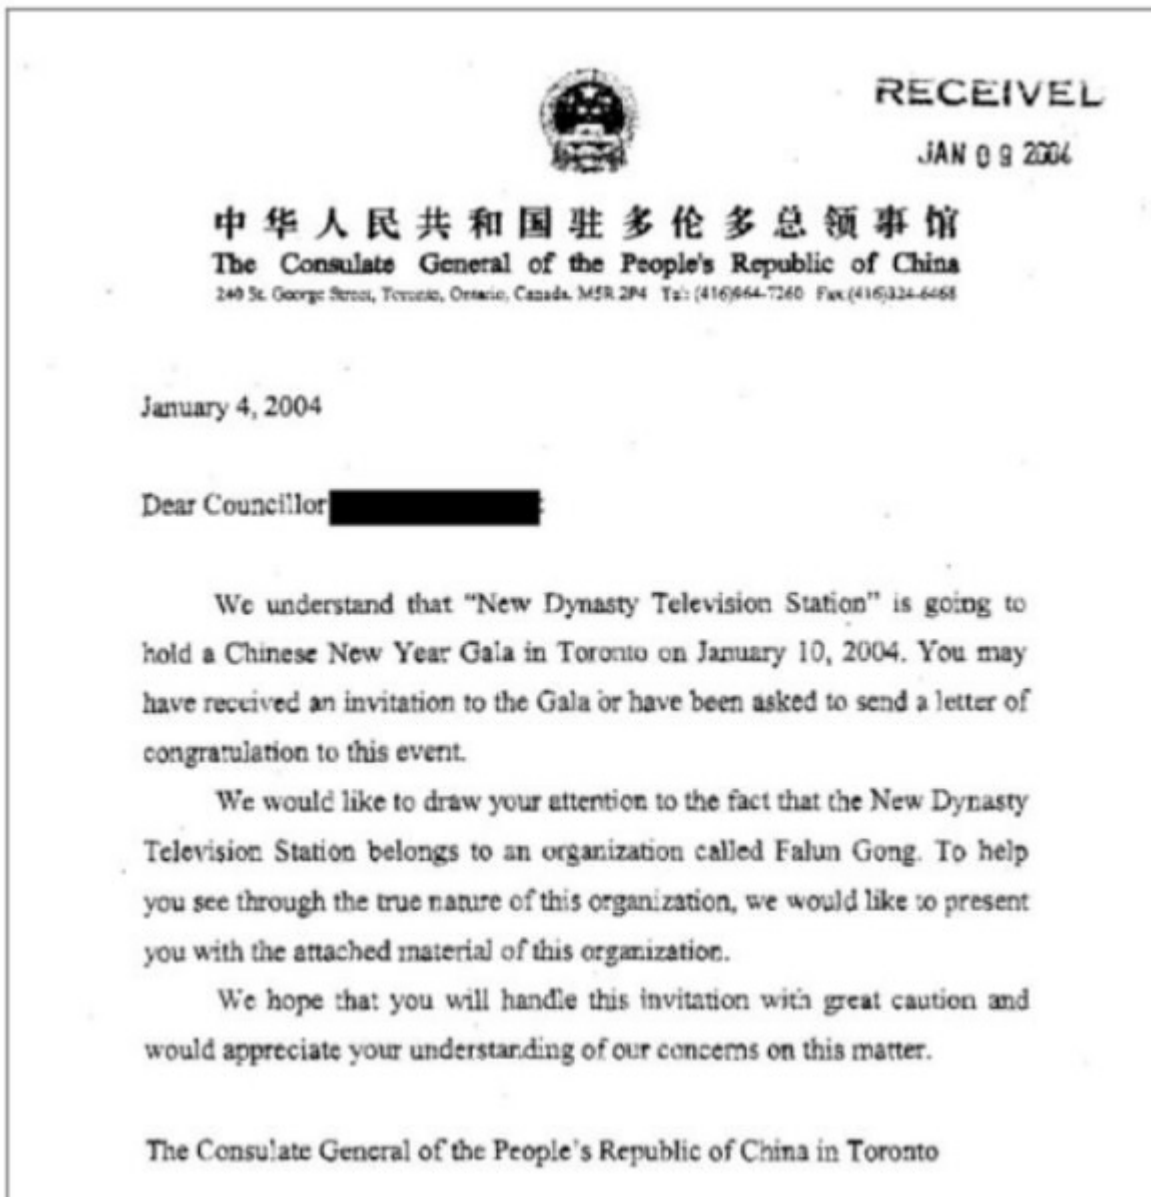 RECEIVEL
JAN 09 2004
中华人民共和国驻多伦多总领事馆
The Consulate General of the People's Republic of China
240 St. George Street, Toronto, Ontario, Canada, M5R 2P4 Tel: (416)964-7260 Fax:(416)324-6468
January 4, 2004
Dear Councillor :
We understand that “New Dynasty Television Station” is going to
hold a Chinese New Year Gala in Toronto on January 10, 2004. You may
have received an invitation to the Gala or have been asked to send a letter of
congratulation to this event.
We would like to draw your attention to the fact that the New Dynasty
Television Station belongs to an organization called Falun Gong. To help
you see through the true nature of this organization, we would like to present
you with the attached material of this organization.
We hope that you will handle this invitation with great caution and
would appreciate your understanding of our concerns on this matter.
The Consulate General of the People's Republic of China in Toronto